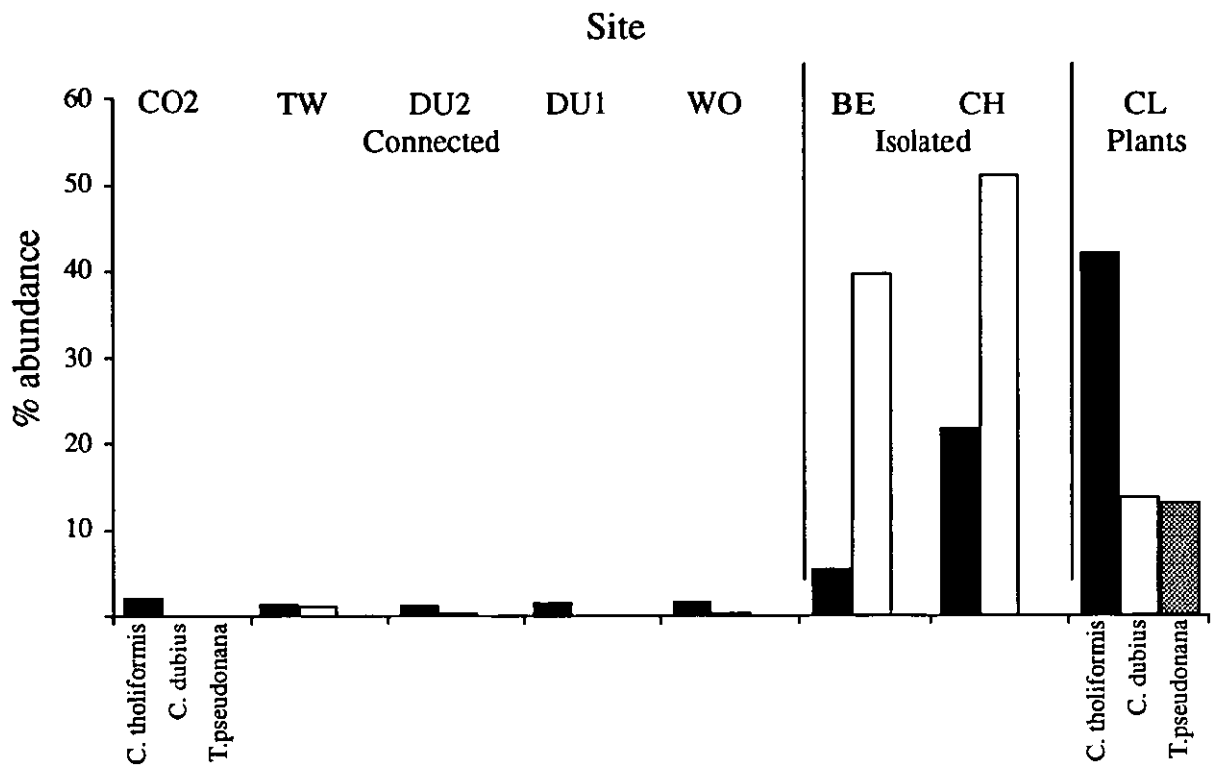 Site
CO2 TW DU2 DU1 WO BE CH CL
Connected Isolated Plants
% abundance
60
50
40
30
20
10
C. tholiformis
C. dubius
T.pseudonana
C. tholiformis
C. dubius
T.pseudonana